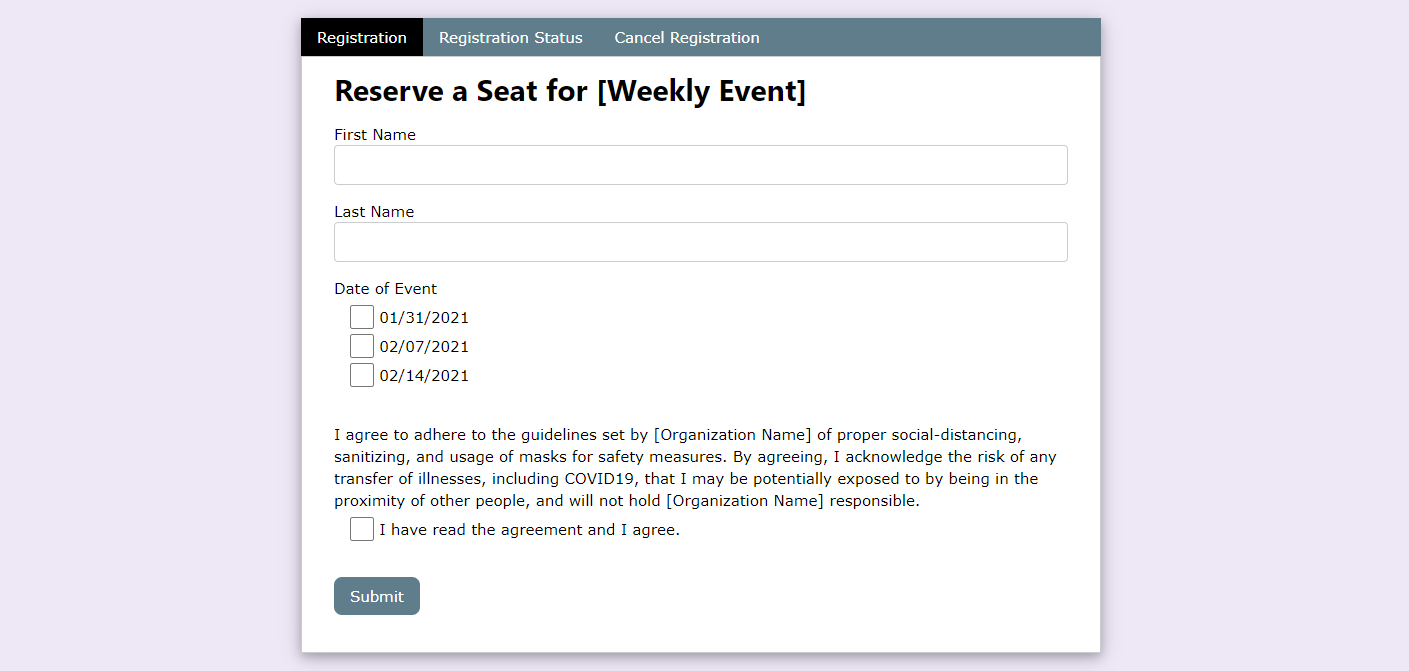 Registration Registration Status Cancel Registration
Reserve a Seat for [Weekly Event]
First Name
Last Name
Date of Event
01/31/2021
02/07/2021
02/14/2021
I agree to adhere to the guidelines set by [Organization Name] of proper social-distancing,
sanitizing, and usage of masks for safety measures. By agreeing, I acknowledge the risk of any
transfer of illnesses, including COVID19, that I may be potentially exposed to by being in the
proximity of other people, and will not hold [Organization Name] responsible.
I have read the agreement and I agree.
Submit